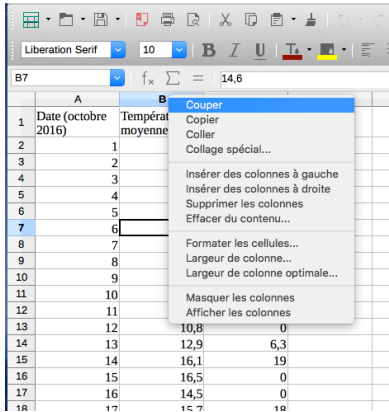 Liberation Serif 10 B I U
B7 fx Σ = 14,6
A B
1 Date (octobre Températ
2016) moyenne
2 1
3 2
4 3
5 4
6 5
7 6
8 7
9 8
10 9
11 10
12 11
13 12 10,8 0
14 13 12,9 6,3
15 14 16,1 19
16 15 16,5 0
17 16 14,5 0
18 17 15,7 18
Couper
Copier
Coller
Collage spécial...
Insérer des colonnes à gauche
Insérer des colonnes à droite
Supprimer les colonnes
Effacer du contenu...
Formater les cellules...
Largeur de colonne...
Largeur de colonne optimale...
Masquer les colonnes
Afficher les colonnes